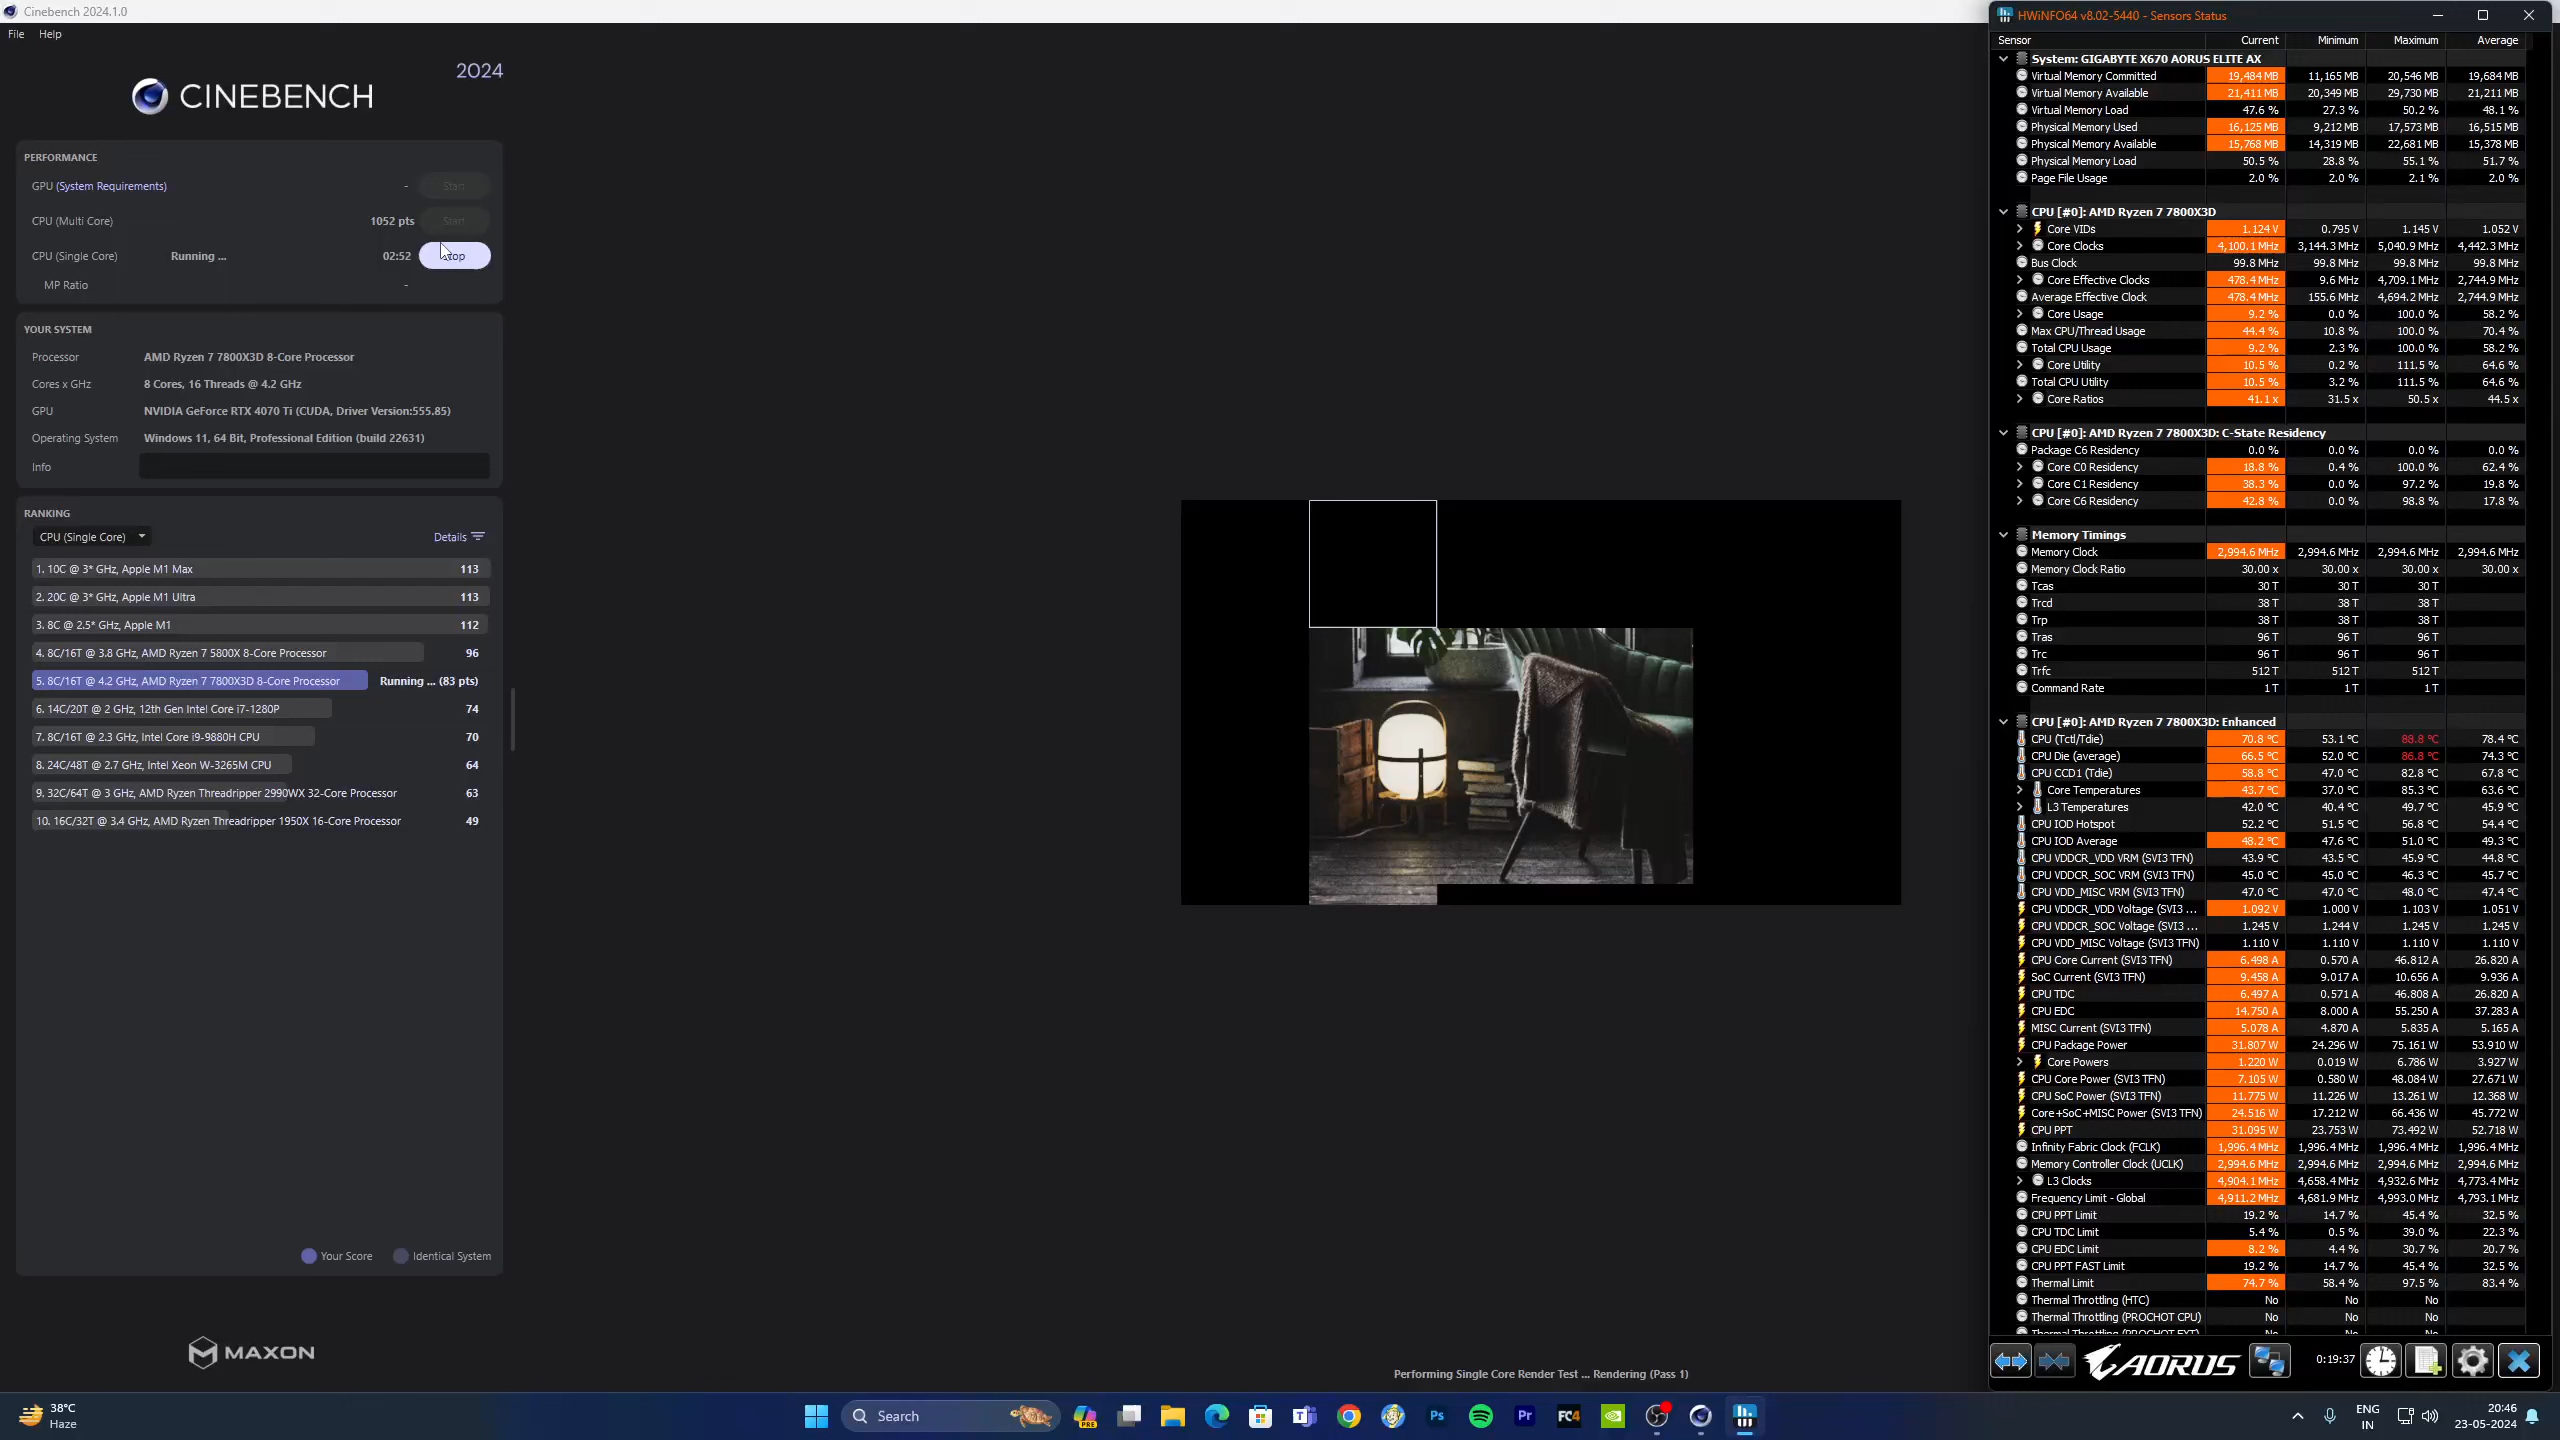 Cinebench 2024.1.0
File Help
2024
CINEBENCH
PERFORMANCE
GPU (System Requirements) - Start
CPU (Multi Core) 1052 pts Start
CPU (Single Core) Running ... 02:52
MP Ratio -
YOUR SYSTEM
Processor AMD Ryzen 7 7800X3D 8-Core Processor
Cores x GHz 8 Cores, 16 Threads @ 4.2 GHz
GPU NVIDIA GeForce RTX 4070 Ti (CUDA, Driver Version:555.85)
Operating System Windows 11, 64 Bit, Professional Edition (build 22631)
Info
RANKING
CPU (Single Core) Details
1. 10C @ 3* GHz, Apple M1 Max 113
2. 20C @ 3* GHz, Apple M1 Ultra 113
3. 8C @ 2.5* GHz, Apple M1 112
4. 8C/16T @ 3.8 GHz, AMD Ryzen 7 5800X 8-Core Processor 96
5. 8C/16T @ 4.2 GHz, AMD Ryzen 7 7800X3D 8-Core Processor Running ... (83 pts)
6. 14C/20T @ 2 GHz, 12th Gen Intel Core i7-1280P 74
7. 8C/16T @ 2.3 GHz, Intel Core i9-9880H CPU 70
8. 24C/48T @ 2.7 GHz, Intel Xeon W-3265M CPU 64
9. 32C/64T @ 3 GHz, AMD Ryzen Threadripper 2990WX 32-Core Processor 63
10. 16C/32T @ 3.4 GHz, AMD Ryzen Threadripper 1950X 16-Core Processor 49
Your Score Identical System
MAXON
Performing Single Core Render Test ... Rendering (Pass 1)
HWiNFO64 v8.02-5440 - Sensors Status
Sensor Current Minimum Maximum Average
System: GIGABYTE X670 AORUS ELITE AX
Virtual Memory Committed 19,484 MB 11,165 MB 20,546 MB 19,684 MB
Virtual Memory Available 21,411 MB 20,349 MB 29,730 MB 21,211 MB
Virtual Memory Load 47.6 % 27.3 % 50.2 % 48.1 %
Physical Memory Used 16,125 MB 9,212 MB 17,573 MB 16,515 MB
Physical Memory Available 15,768 MB 14,319 MB 22,681 MB 15,378 MB
Physical Memory Load 50.5 % 28.8 % 55.1 % 51.7 %
Page File Usage 2.0 % 2.0 % 2.1 % 2.0 %
CPU [#0]: AMD Ryzen 7 7800X3D
Core VIDs 1.124 V 0.795 V 1.145 V 1.052 V
Core Clocks 4,100.1 MHz 3,144.3 MHz 5,040.9 MHz 4,442.3 MHz
Bus Clock 99.8 MHz 99.8 MHz 99.8 MHz 99.8 MHz
Core Effective Clocks 478.4 MHz 9.6 MHz 4,709.1 MHz 2,744.9 MHz
Average Effective Clock 478.4 MHz 155.6 MHz 4,694.2 MHz 2,744.9 MHz
Core Usage 9.2 % 0.0 % 100.0 % 58.2 %
Max CPU/Thread Usage 44.4 % 10.8 % 100.0 % 70.4 %
Total CPU Usage 9.2 % 2.3 % 100.0 % 58.2 %
Core Utility 10.5 % 0.2 % 111.5 % 64.6 %
Total CPU Utility 10.5 % 3.2 % 111.5 % 64.6 %
Core Ratios 41.1 x 31.5 x 50.5 x 44.5 x
CPU [#0]: AMD Ryzen 7 7800X3D: C-State Residency
Package C6 Residency 0.0 % 0.0 % 0.0 % 0.0 %
Core C0 Residency 18.8 % 0.4 % 100.0 % 62.4 %
Core C1 Residency 38.3 % 0.0 % 97.2 % 19.8 %
Core C6 Residency 42.8 % 0.0 % 98.8 % 17.8 %
Memory Timings
Memory Clock 2,994.6 MHz 2,994.6 MHz 2,994.6 MHz 2,994.6 MHz
Memory Clock Ratio 30.00 x 30.00 x 30.00 x 30.00 x
Tcas 30 T 30 T 30 T
Trcd 38 T 38 T 38 T
Trp 38 T 38 T 38 T
Tras 96 T 96 T 96 T
Trc 96 T 96 T 96 T
Trfc 512 T 512 T 512 T
Command Rate 1 T 1 T 1 T
CPU [#0]: AMD Ryzen 7 7800X3D: Enhanced
CPU (Tctl/Tdie) 70.8 °C 53.1 °C 88.8 °C 78.4 °C
CPU Die (average) 66.5 °C 52.0 °C 86.8 °C 74.3 °C
CPU CCD1 (Tdie) 58.8 °C 47.0 °C 82.8 °C 67.8 °C
Core Temperatures 43.7 °C 37.0 °C 85.3 °C 63.6 °C
L3 Temperatures 42.0 °C 40.4 °C 49.7 °C 45.9 °C
CPU IOD Hotspot 52.2 °C 51.5 °C 56.8 °C 54.4 °C
CPU IOD Average 48.2 °C 47.6 °C 51.0 °C 49.3 °C
CPU VDDCR_VDD VRM (SVI3 TFN) 43.9 °C 43.5 °C 45.9 °C 44.8 °C
CPU VDDCR_SOC VRM (SVI3 TFN) 45.0 °C 45.0 °C 46.3 °C 45.7 °C
CPU VDD_MISC VRM (SVI3 TFN) 47.0 °C 47.0 °C 48.0 °C 47.4 °C
CPU VDDCR_VDD Voltage (SVI3 ... 1.092 V 1.000 V 1.103 V 1.051 V
CPU VDDCR_SOC Voltage (SVI3 ... 1.245 V 1.244 V 1.245 V 1.245 V
CPU VDD_MISC Voltage (SVI3 TFN) 1.110 V 1.110 V 1.110 V 1.110 V
CPU Core Current (SVI3 TFN) 6.498 A 0.570 A 46.812 A 26.820 A
SoC Current (SVI3 TFN) 9.458 A 9.017 A 10.656 A 9.936 A
CPU TDC 6.497 A 0.571 A 46.808 A 26.820 A
CPU EDC 14.750 A 8.000 A 55.250 A 37.283 A
MISC Current (SVI3 TFN) 5.078 A 4.870 A 5.835 A 5.165 A
CPU Package Power 31.807 W 24.296 W 75.161 W 53.910 W
Core Powers 1.220 W 0.019 W 6.786 W 3.927 W
CPU Core Power (SVI3 TFN) 7.105 W 0.580 W 48.084 W 27.671 W
CPU SoC Power (SVI3 TFN) 11.775 W 11.226 W 13.261 W 12.368 W
Core+SoC+MISC Power (SVI3 TFN) 24.516 W 17.212 W 66.436 W 45.772 W
CPU PPT 31.095 W 23.753 W 73.492 W 52.718 W
Infinity Fabric Clock (FCLK) 1,996.4 MHz 1,996.4 MHz 1,996.4 MHz 1,996.4 MHz
Memory Controller Clock (UCLK) 2,994.6 MHz 2,994.6 MHz 2,994.6 MHz 2,994.6 MHz
L3 Clocks 4,904.1 MHz 4,658.4 MHz 4,932.6 MHz 4,773.4 MHz
Frequency Limit - Global 4,911.2 MHz 4,681.9 MHz 4,993.0 MHz 4,793.1 MHz
CPU PPT Limit 19.2 % 14.7 % 45.4 % 32.5 %
CPU TDC Limit 5.4 % 0.5 % 39.0 % 22.3 %
CPU EDC Limit 8.2 % 4.4 % 30.7 % 20.7 %
CPU PPT FAST Limit 19.2 % 14.7 % 45.4 % 32.5 %
Thermal Limit 74.7 % 58.4 % 97.5 % 83.4 %
Thermal Throttling (HTC) No No No
Thermal Throttling (PROCHOT CPU) No No No
Thermal Throttling (PROCHOT EXT) No No No
AORUS 0:19:37
38°C
Haze
Search
PRE
Ps
Pr
FC4
ENG
IN
20:46
23-05-2024